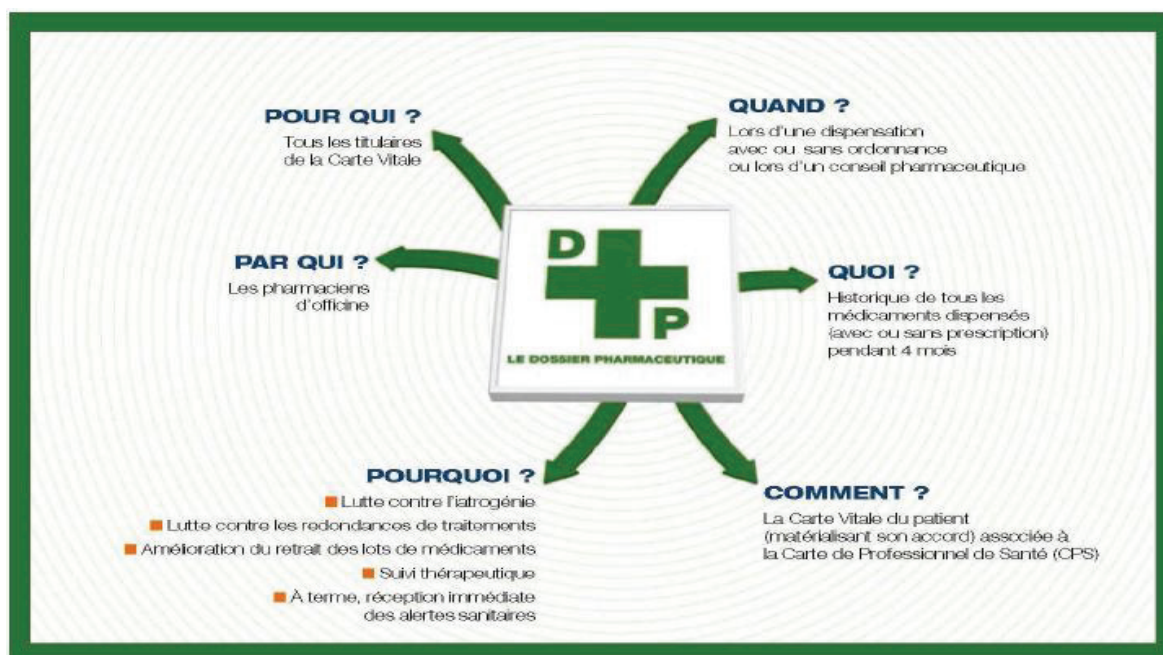 POUR QUI ?
Tous les titulaires
de la Carte Vitale
QUAND ?
Lors d'une dispensation
avec ou sans ordonnance
ou lors d'un conseil pharmaceutique
PAR QUI ?
Les pharmaciens
d'officine
D
P
LE DOSSIER PHARMACEUTIQUE
QUOI ?
Historique de tous les
médicaments dispensés
(avec ou sans prescription)
pendant 4 mois
POURQUOI ?
Lutte contre l'iatrogénie
Lutte contre les redondances de traitements
Amélioration du retrait des lots de médicaments
Suivi thérapeutique
À terme, réception immédiate
des alertes sanitaires
COMMENT ?
La Carte Vitale du patient
(matérialisant son accord) associée à
la Carte de Professionnel de Santé (CPS)